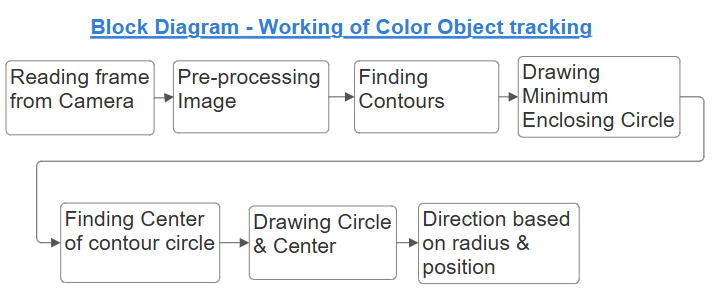 Block Diagram - Working of Color Object tracking
Reading frame
from Camera
Pre-processing
Image
Finding
Contours
Drawing
Minimum
Enclosing Circle
Finding Center
of contour circle
Drawing Circle
& Center
Direction based
on radius &
position